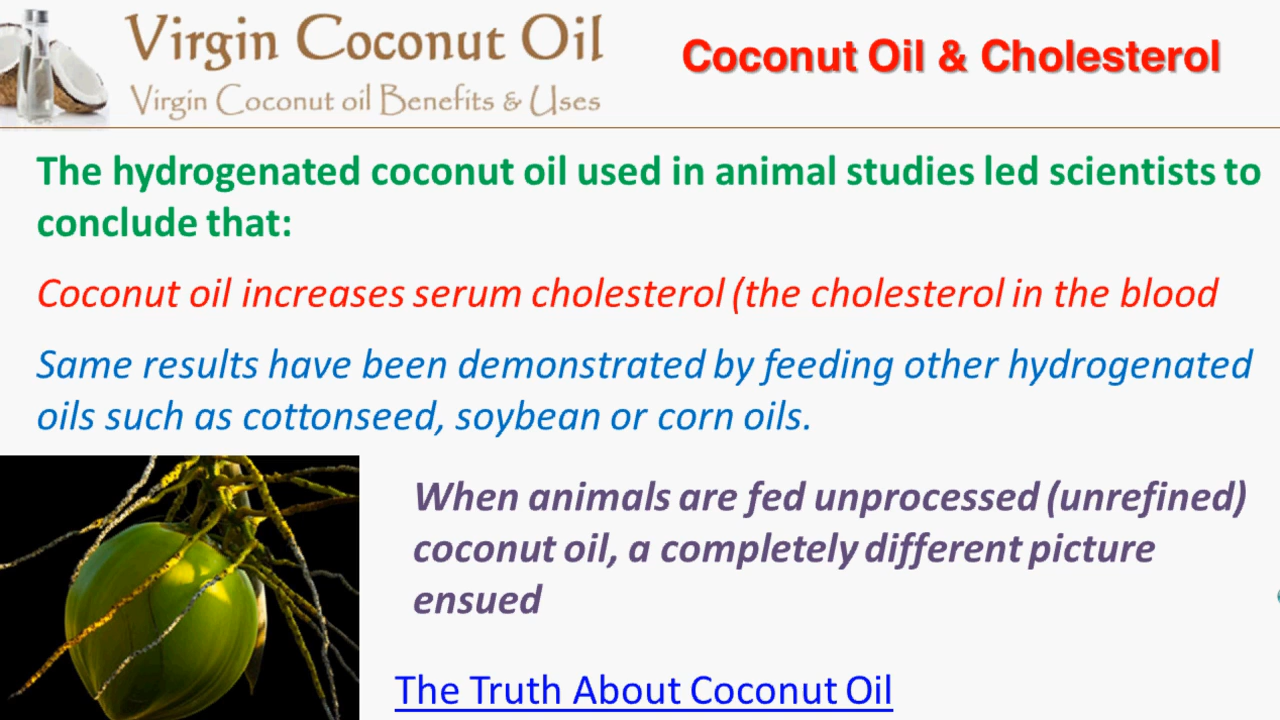 Virgin Coconut Oil
Virgin Coconut oil Benefits & Uses
Coconut Oil & Cholesterol
The hydrogenated coconut oil used in animal studies led scientists to
conclude that:
Coconut oil increases serum cholesterol (the cholesterol in the blood
Same results have been demonstrated by feeding other hydrogenated
oils such as cottonseed, soybean or corn oils.
When animals are fed unprocessed (unrefined)
coconut oil, a completely different picture
ensued
The Truth About Coconut Oil